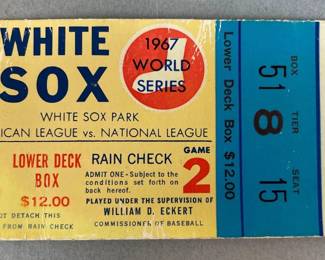 WHITE
SOX
1967
WORLD
SERIES
WHITE SOX PARK
ICAN LEAGUE vs. NATIONAL LEAGUE
LOWER DECK
BOX
$12.00
RAIN CHECK
ADMIT ONE-Subject to the
conditions set forth on
back hereof.
GAME
2
NOT DETACH THIS
FROM RAIN CHECK
PLAYED UNDER THE SUPERVISION OF
WILLIAM D. ECKERT
COMMISSIONER OF BASEBALL
Lower Deck Box $12.00
BOX
51
TIER
8
SEAT
15